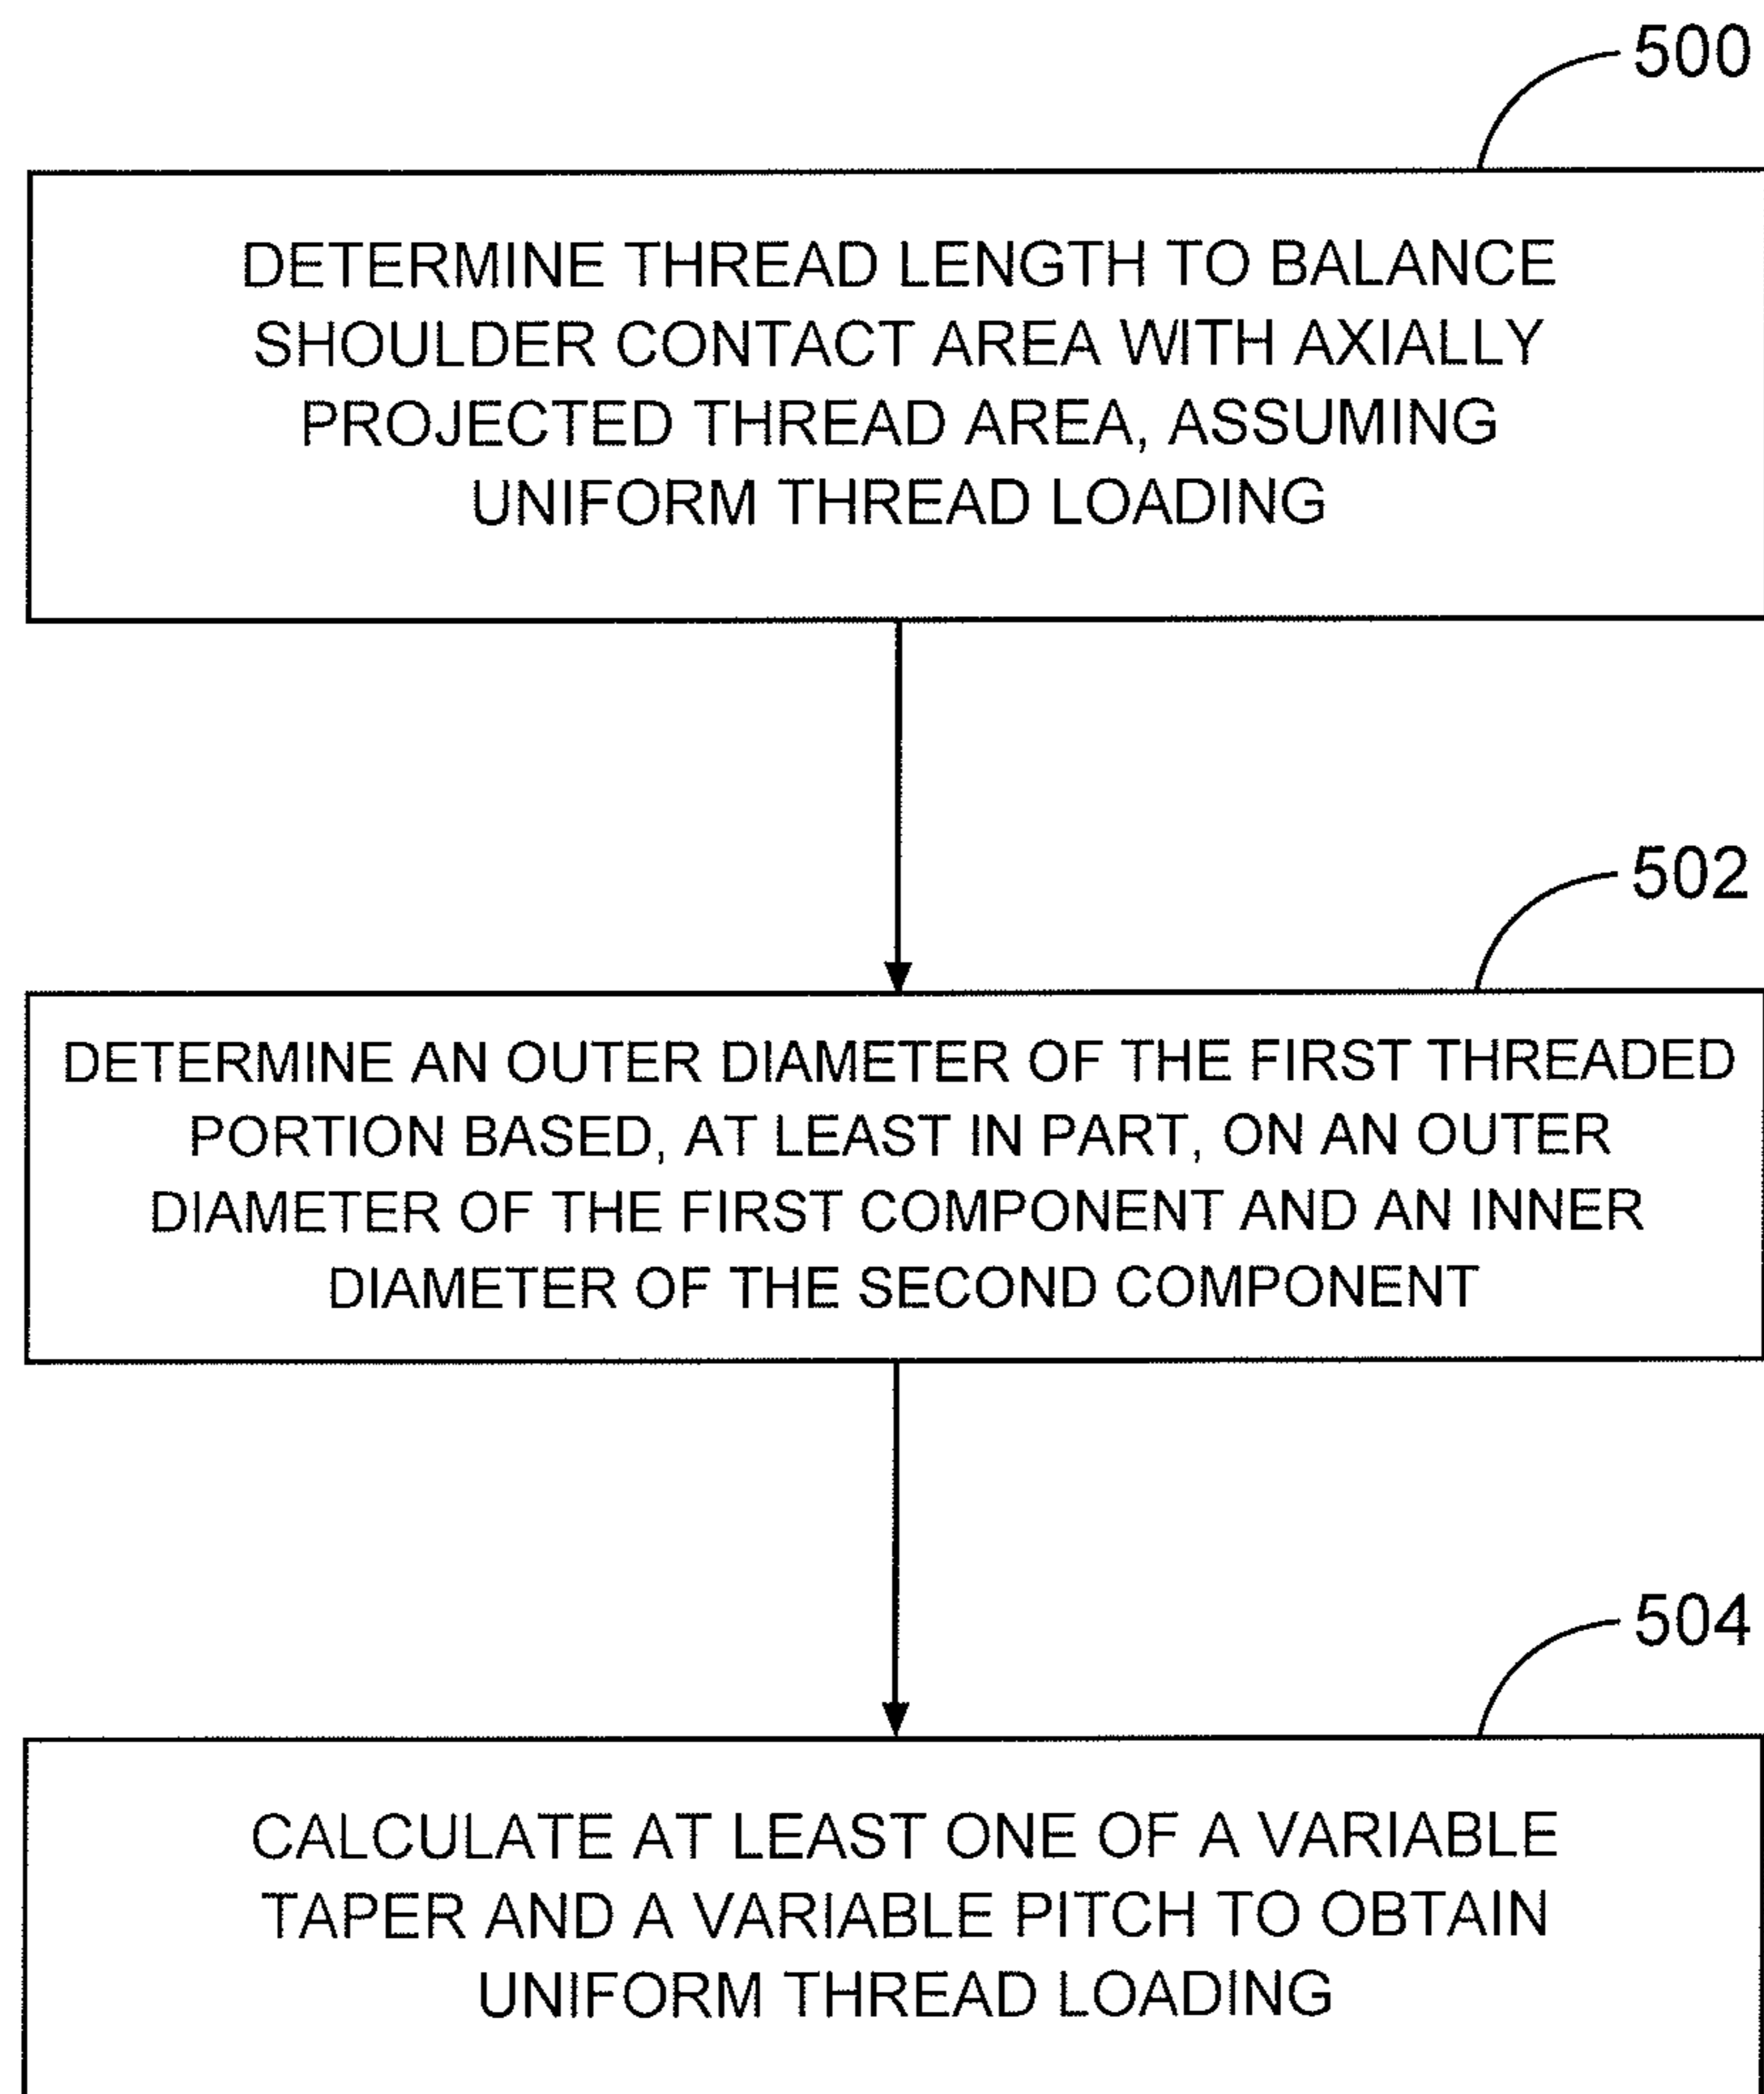 500
DETERMINE THREAD LENGTH TO BALANCE
SHOULDER CONTACT AREA WITH AXIALLY
PROJECTED THREAD AREA, ASSUMING
UNIFORM THREAD LOADING
502
DETERMINE AN OUTER DIAMETER OF THE FIRST THREADED
PORTION BASED, AT LEAST IN PART, ON AN OUTER
DIAMETER OF THE FIRST COMPONENT AND AN INNER
DIAMETER OF THE SECOND COMPONENT
504
CALCULATE AT LEAST ONE OF A VARIABLE
TAPER AND A VARIABLE PITCH TO OBTAIN
UNIFORM THREAD LOADING